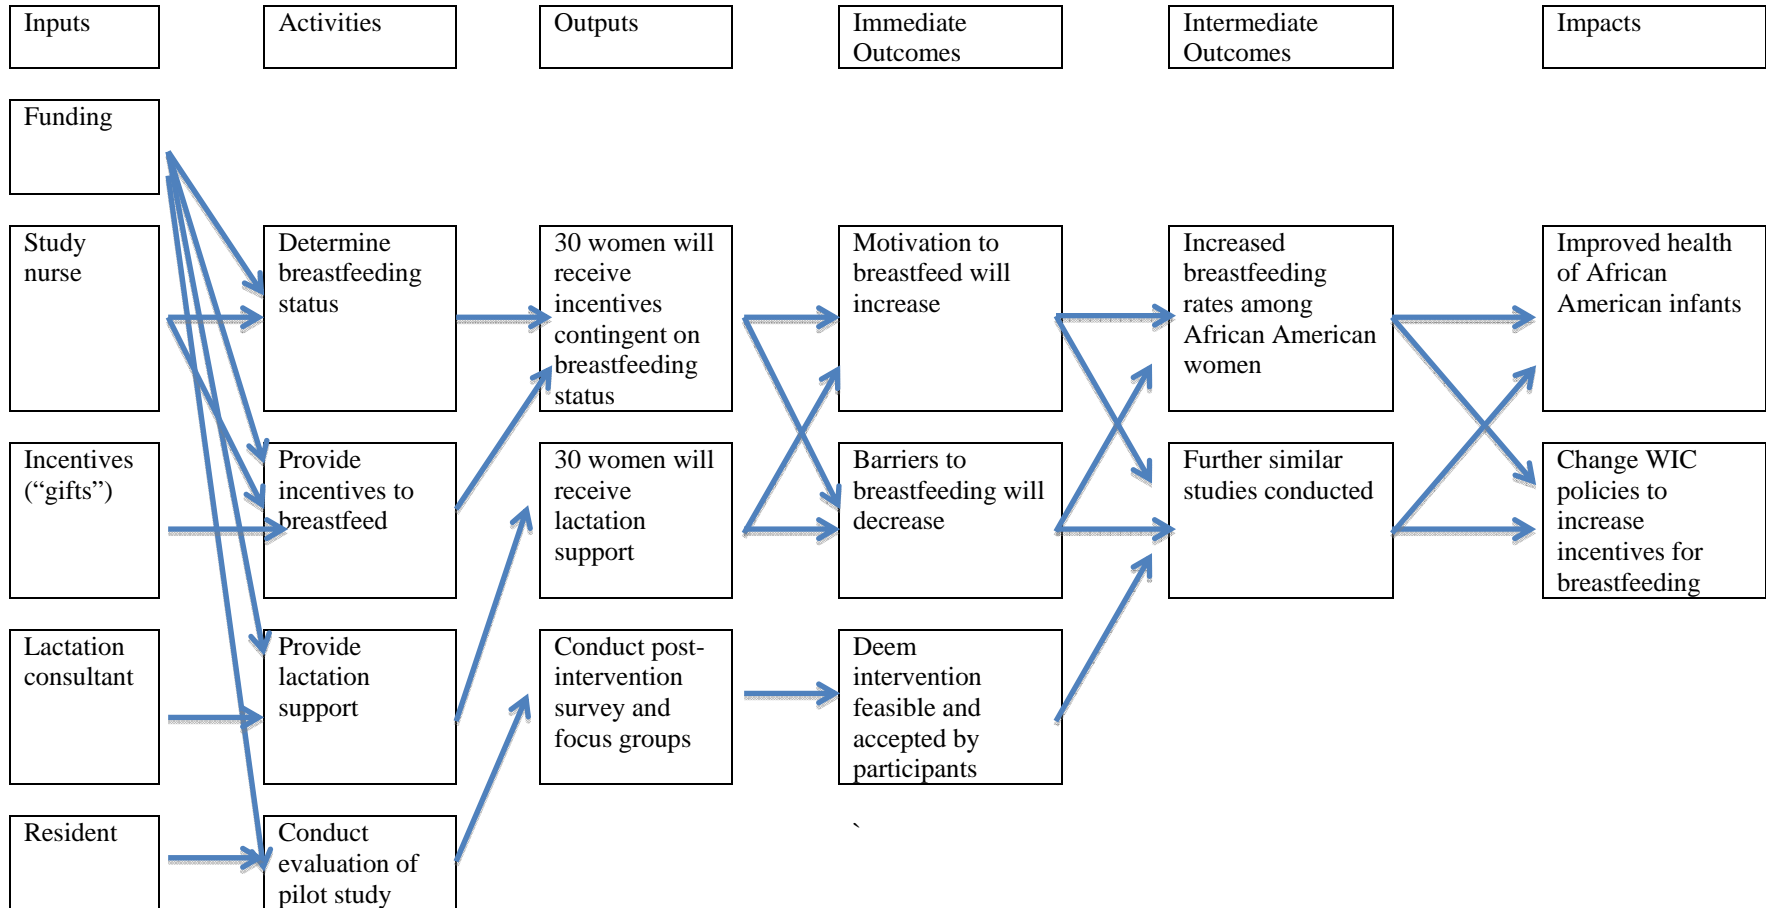 Inputs
Activities
Outputs
Immediate
Outcomes
Intermediate
Outcomes
Impacts
Funding
Study
nurse
Determine
breastfeeding
status
30 women will
receive
incentives
contingent on
breastfeeding
status
Motivation to
breastfeed will
increase
Increased
breastfeeding
rates among
African American
women
Improved health
of African
American infants
Incentives
(“gifts”)
Provide
incentives to
breastfeed
30 women will
receive
lactation
support
Barriers to
breastfeeding will
decrease
Further similar
studies conducted
Change WIC
policies to
increase
incentives for
breastfeeding
Lactation
consultant
Provide
lactation
support
Conduct post-
intervention
survey and
focus groups
Deem
intervention
feasible and
accepted by
participants
Resident
Conduct
evaluation of
pilot study
`